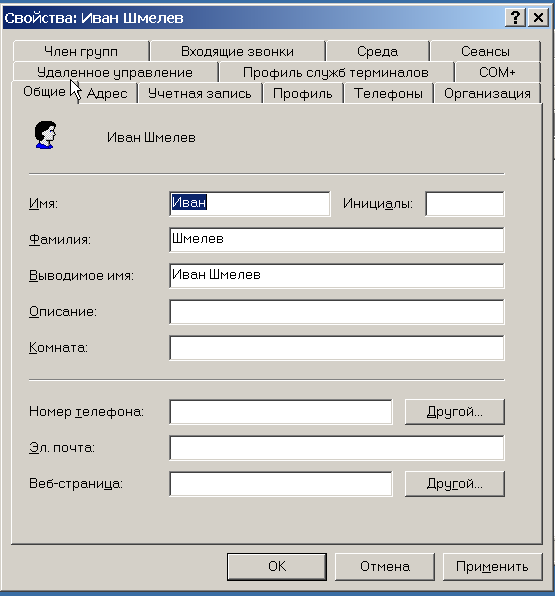 Свойства: Иван Шмелев
Член групп Входящие звонки Среда Сеансы
Удаленное управление Профиль служб терминалов COM+
Общие Адрес Учетная запись Профиль Телефоны Организация
Иван Шмелев
Имя: Иван Инициалы:
Фамилия: Шмелев
Выводимое имя: Иван Шмелев
Описание:
Комната:
Номер телефона: Другой...
Эл. почта:
Веб-страница: Другой...
ОК Отмена Применить